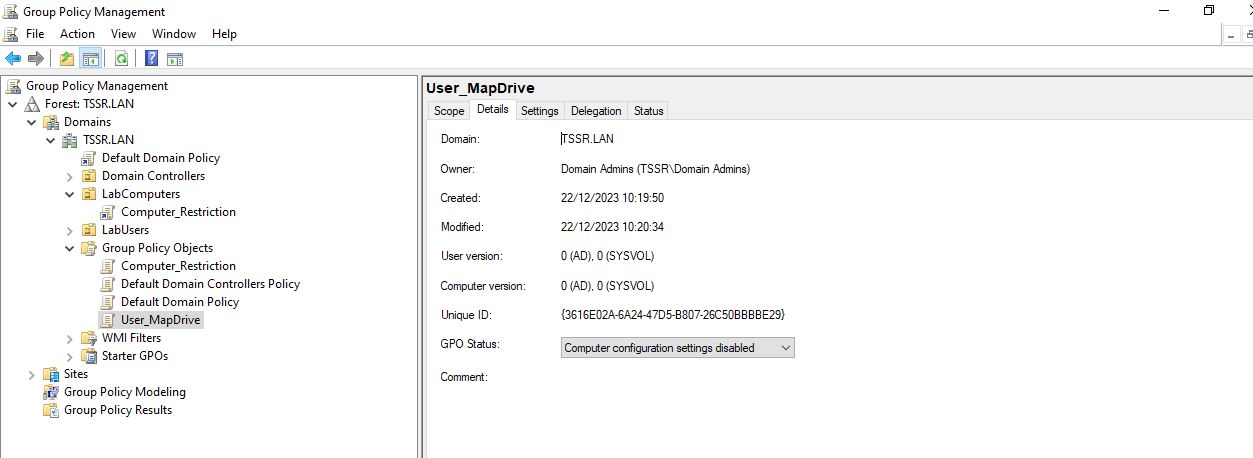 Group Policy Management
File Action View Window Help
Group Policy Management
Forest: TSSR.LAN
Domains
TSSR.LAN
Default Domain Policy
Domain Controllers
LabComputers
Computer_Restriction
LabUsers
Group Policy Objects
Computer_Restriction
Default Domain Controllers Policy
Default Domain Policy
User_MapDrive
WMI Filters
Starter GPOs
Sites
Group Policy Modeling
Group Policy Results
User_MapDrive
Scope Details Settings Delegation Status
Domain: TSSR.LAN
Owner: Domain Admins (TSSR\Domain Admins)
Created: 22/12/2023 10:19:50
Modified: 22/12/2023 10:20:34
User version: 0 (AD), 0 (SYSVOL)
Computer version: 0 (AD), 0 (SYSVOL)
Unique ID: {3616E02A-6A24-47D5-B807-26C50BBBBE29}
GPO Status: Computer configuration settings disabled
Comment: